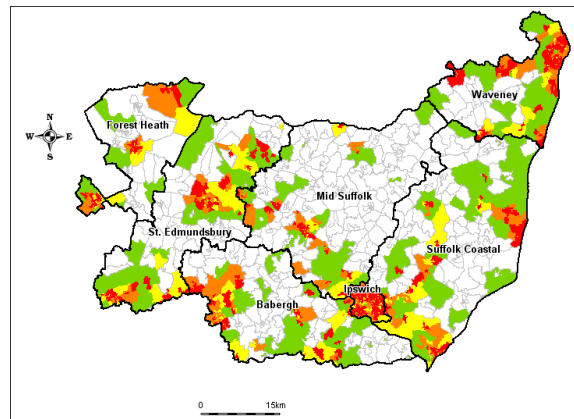 Waveney
Forest Heath
N
W E
S
Mid Suffolk
St. Edmundsbury
Suffolk Coastal
Ipswich
Babergh
0 15km